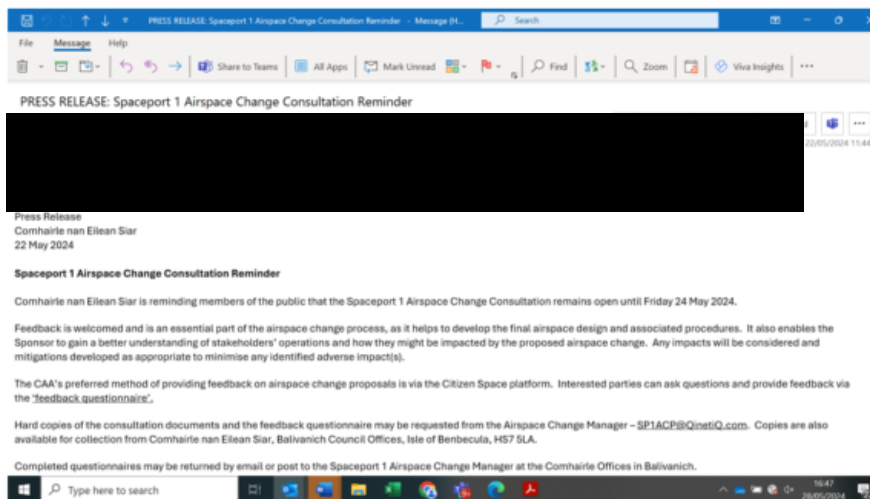 PRESS RELEASE: Spaceport 1 Airspace Change Consultation Reminder - Message (H...
Search
File Message Help
Share to Teams All Apps Mark Unread Find Zoom Viva Insights
PRESS RELEASE: Spaceport 1 Airspace Change Consultation Reminder
22/05/2024 11:44
Press Release
Comhairle nan Eilean Siar
22 May 2024
Spaceport 1 Airspace Change Consultation Reminder
Comhairle nan Eilean Siar is reminding members of the public that the Spaceport 1 Airspace Change Consultation remains open until Friday 24 May 2024.
Feedback is welcomed and is an essential part of the airspace change process, as it helps to develop the final airspace design and associated procedures. It also enables the
Sponsor to gain a better understanding of stakeholders' operations and how they might be impacted by the proposed airspace change. Any impacts will be considered and
mitigations developed as appropriate to minimise any identified adverse impact(s).
The CAA's preferred method of providing feedback on airspace change proposals is via the Citizen Space platform. Interested parties can ask questions and provide feedback via
the 'feedback questionnaire'.
Hard copies of the consultation documents and the feedback questionnaire may be requested from the Airspace Change Manager – SP1ACP@QinetiQ.com. Copies are also
available for collection from Comhairle nan Eilean Siar, Balivanich Council Offices, Isle of Benbecula, HS7 5LA.
Completed questionnaires may be returned by email or post to the Spaceport 1 Airspace Change Manager at the Comhairle Offices in Balivanich.
Type here to search
16:47
28/05/2024